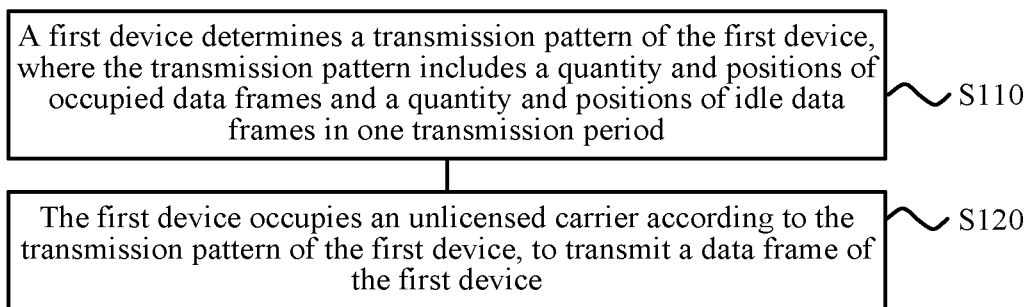 A first device determines a transmission pattern of the first device,
where the transmission pattern includes a quantity and positions of
occupied data frames and a quantity and positions of idle data
frames in one transmission period
S110
The first device occupies an unlicensed carrier according to the
transmission pattern of the first device, to transmit a data frame of
the first device
S120